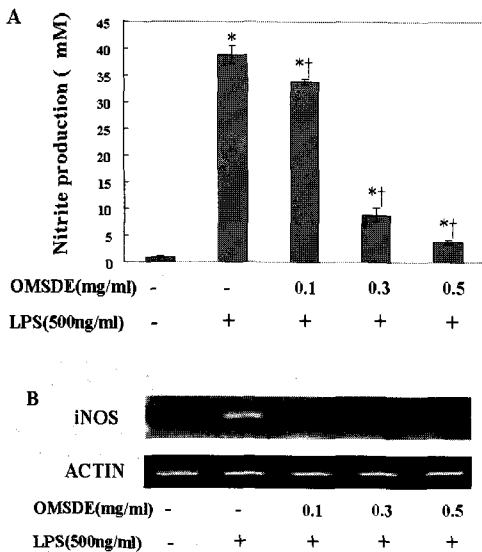 A
Nitrite production ( mM)
45
40
35
30
25
20
15
10
5
0
* *† *† *†
OMSDE(mg/ml) - - 0.1 0.3 0.5
LPS(500ng/ml) - + + + +
B
iNOS
ACTIN
OMSDE(mg/ml) - - 0.1 0.3 0.5
LPS(500ng/ml) - + + + +